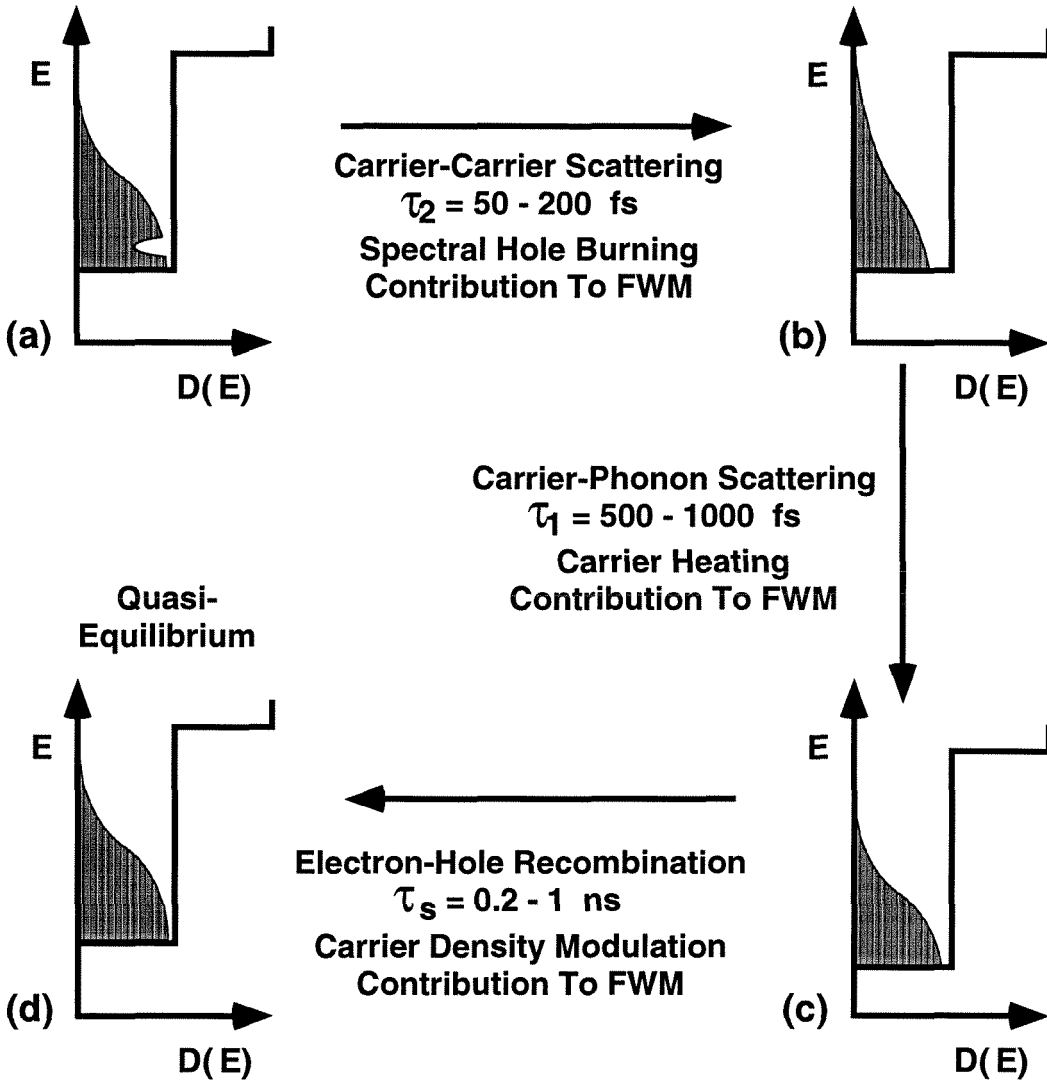 E
(a)
D(E)
Carrier-Carrier Scattering
τ2 = 50 - 200 fs
Spectral Hole Burning
Contribution To FWM
E
(b)
D(E)
Carrier-Phonon Scattering
τ1 = 500 - 1000 fs
Carrier Heating
Contribution To FWM
E
(c)
D(E)
Electron-Hole Recombination
τs = 0.2 - 1 ns
Carrier Density Modulation
Contribution To FWM
Quasi-
Equilibrium
E
(d)
D(E)